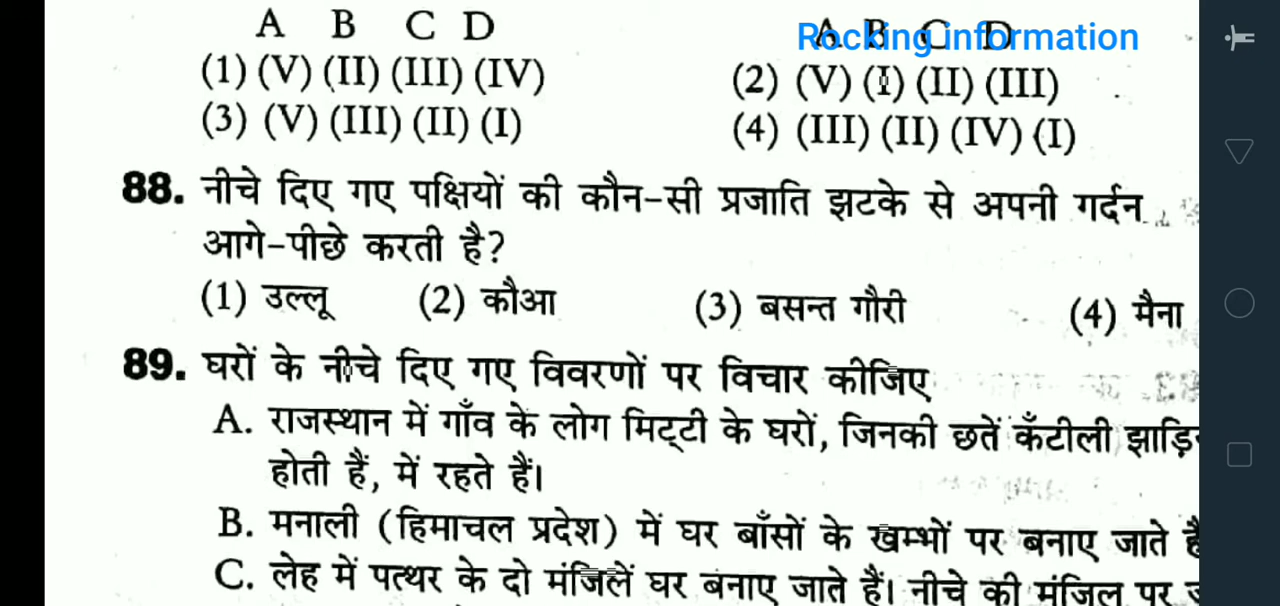 A B C D
A B C D
Rocking information
(1) (V) (II) (III) (IV)
(2) (V) (I) (II) (III)
(3) (V) (III) (II) (I)
(4) (III) (II) (IV) (I)
88. नीचे दिए गए पक्षियों की कौन-सी प्रजाति झटके से अपनी गर्दन
आगे-पीछे करती है?
(1) उल्लू (2) कौआ (3) बसन्त गौरी (4) मैना
89. घरों के नीचे दिए गए विवरणों पर विचार कीजिए
A. राजस्थान में गाँव के लोग मिट्टी के घरों, जिनकी छतें कँटीली
होती हैं, में रहते हैं।
B. मनाली (हिमाचल प्रदेश) में घर बाँसों के खम्भों पर बनाए जाते
C. लेह में पत्थर के दो मंजिलें घर बनाए जाते हैं। नीचे की मंजिल पर